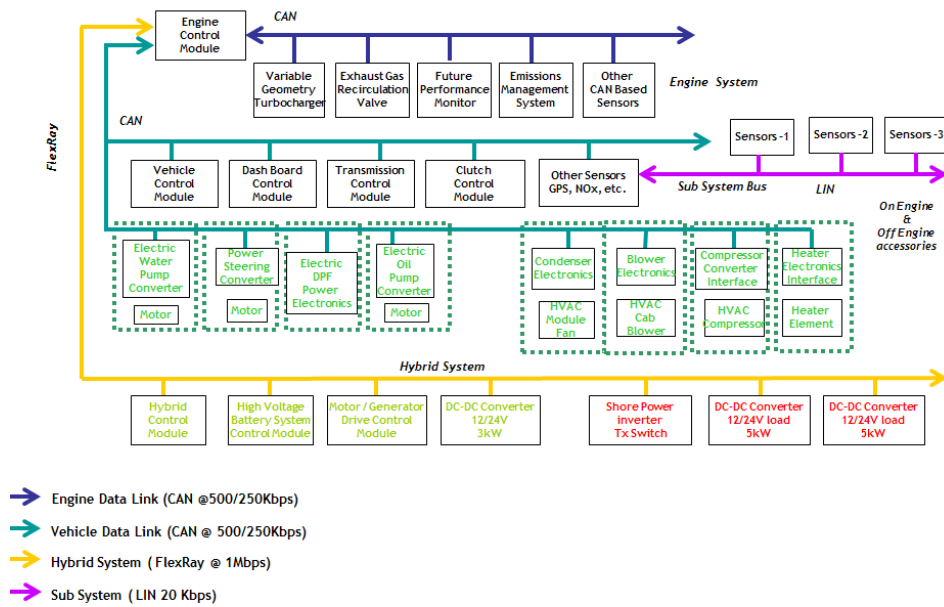 Engine
Control
Module
CAN
Variable
Geometry
Turbocharger
Exhaust Gas
Recirculation
Valve
Future
Performance
Monitor
Emissions
Management
System
Other
CAN Based
Sensors
Engine System
FlexRay
CAN
Sensors -1
Sensors -2
Sensors -3
Vehicle
Control
Module
Dash Board
Control
Module
Transmission
Control
Module
Clutch
Control
Module
Other Sensors
GPS, NOx, etc.
Sub System Bus
LIN
On Engine
&
Off Engine
accessories
Electric
Water
Pump
Converter
Motor
Power
Steering
Converter
Motor
Electric
DPF
Power
Electronics
Electric
Oil
Pump
Converter
Motor
Condenser
Electronics
HVAC
Module
Fan
Blower
Electronics
HVAC
Cab
Blower
Compressor
Converter
Interface
HVAC
Compressor
Heater
Electronics
Interface
Heater
Element
Hybrid System
Hybrid
Control
Module
High Voltage
Battery System
Control Module
Motor / Generator
Drive Control
Module
DC-DC Converter
12/24V
3kW
Shore Power
inverter
Tx Switch
DC-DC Converter
12/24V load
5kW
DC-DC Converter
12/24V load
5kW
Engine Data Link (CAN @500/250Kbps)
Vehicle Data Link (CAN @ 500/250Kbps)
Hybrid System ( FlexRay @ 1Mbps)
Sub System ( LIN 20 Kbps)